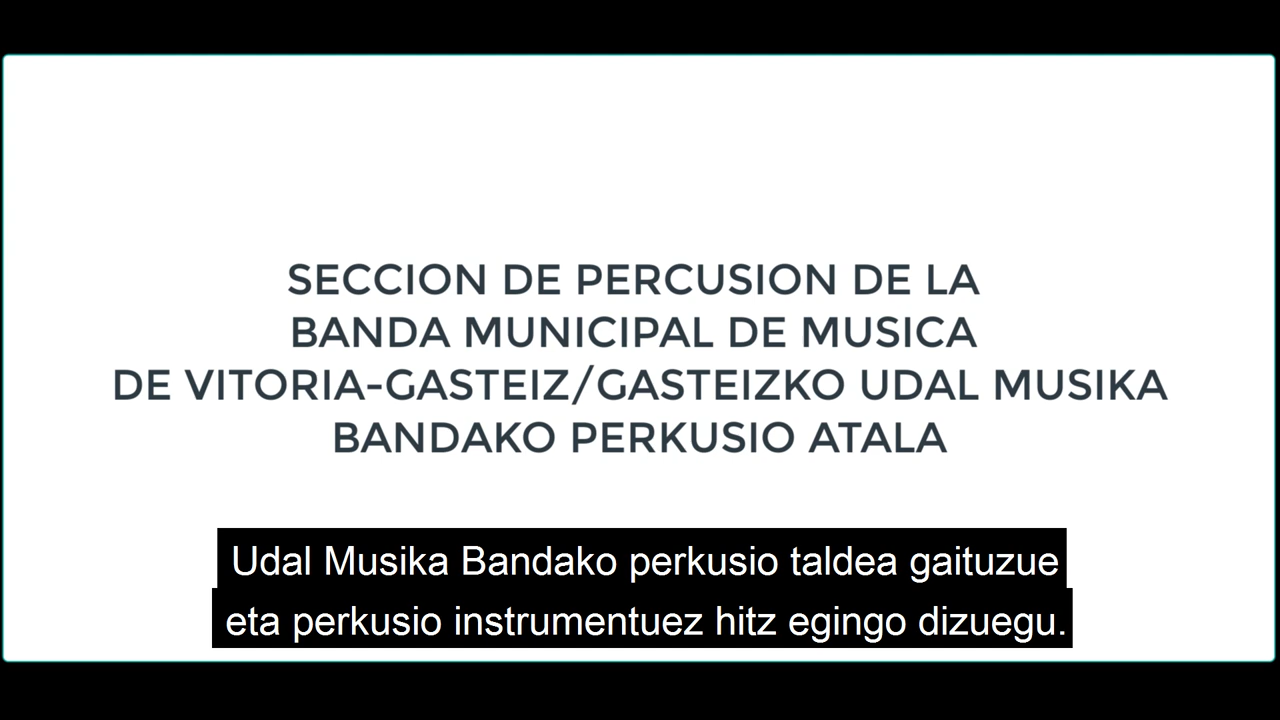 SECCION DE PERCUSION DE LA
BANDA MUNICIPAL DE MUSICA
DE VITORIA-GASTEIZ/GASTEIZKO UDAL MUSIKA
BANDAKO PERKUSIO ATALA
Udal Musika Bandako perkusio taldea gaituzue
eta perkusio instrumentuez hitz egingo dizuegu.